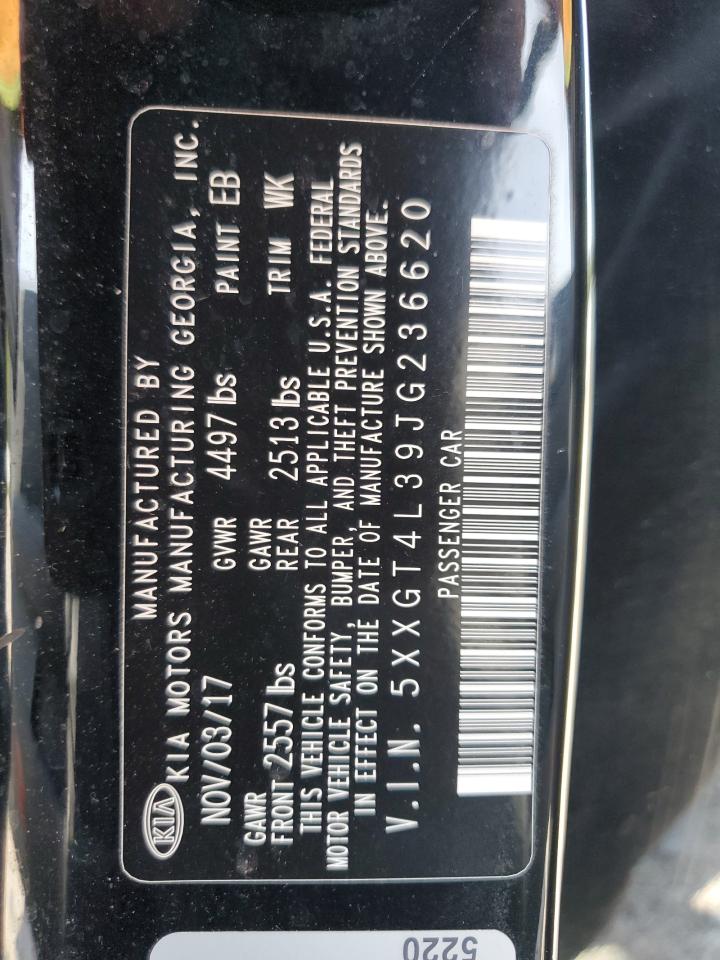 MANUFACTURED BY
KIA KIA MOTORS MANUFACTURING GEORGIA, INC.
NOV/03/17 GVWR 4497 lbs PAINT EB
GAWR GAWR
FRONT 2557 lbs REAR 2513 lbs TRIM WK
THIS VEHICLE CONFORMS TO ALL APPLICABLE U.S.A. FEDERAL
MOTOR VEHICLE SAFETY, BUMPER, AND THEFT PREVENTION STANDARDS
IN EFFECT ON THE DATE OF MANUFACTURE SHOWN ABOVE.
V.I.N. 5XXGT4L39JG236620
PASSENGER CAR
5220